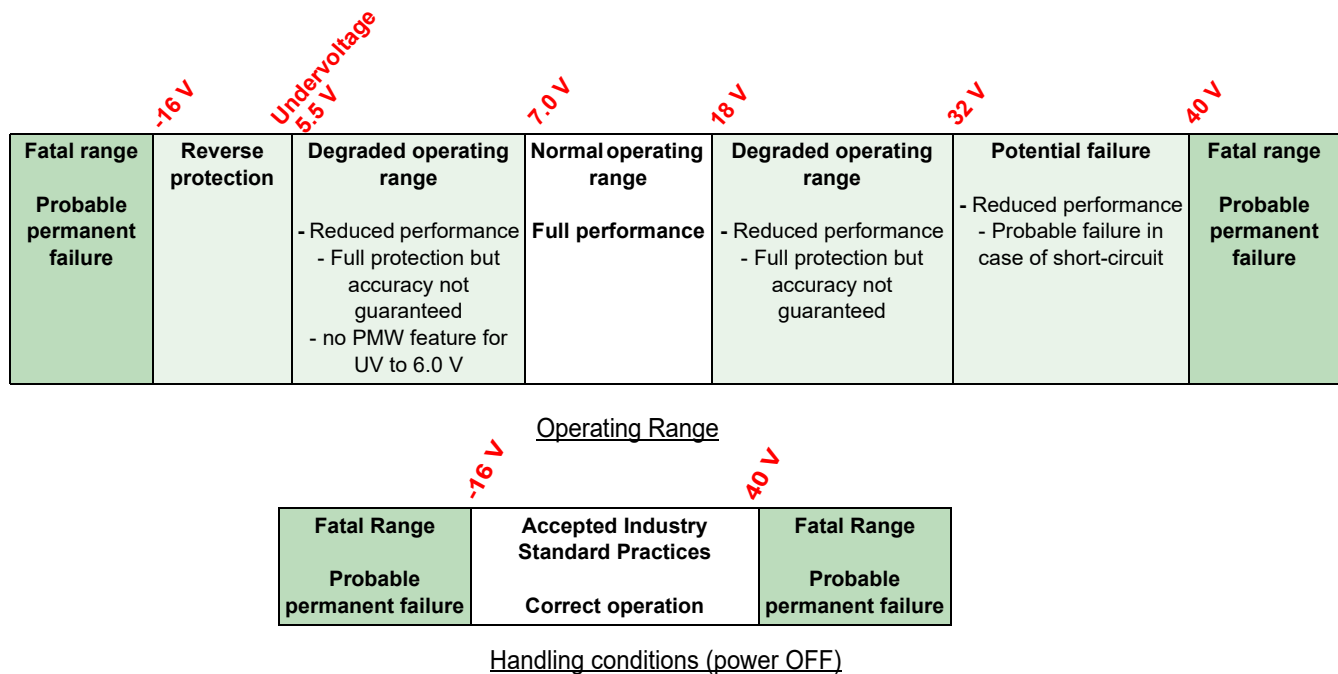 -16 V
Undervoltage
5.5 V
7.0 V
18 V
32 V
40 V
Fatal range
Probable
permanent
failure
Reverse
protection
Degraded operating
range
- Reduced performance
- Full protection but
accuracy not
guaranteed
- no PMW feature for
UV to 6.0 V
Normal operating
range
Full performance
Degraded operating
range
- Reduced performance
- Full protection but
accuracy not
guaranteed
Potential failure
- Reduced performance
- Probable failure in
case of short-circuit
Fatal range
Probable
permanent
failure
Operating Range
-16 V
40 V
Fatal Range
Probable
permanent failure
Accepted Industry
Standard Practices
Correct operation
Fatal Range
Probable
permanent failure
Handling conditions (power OFF)